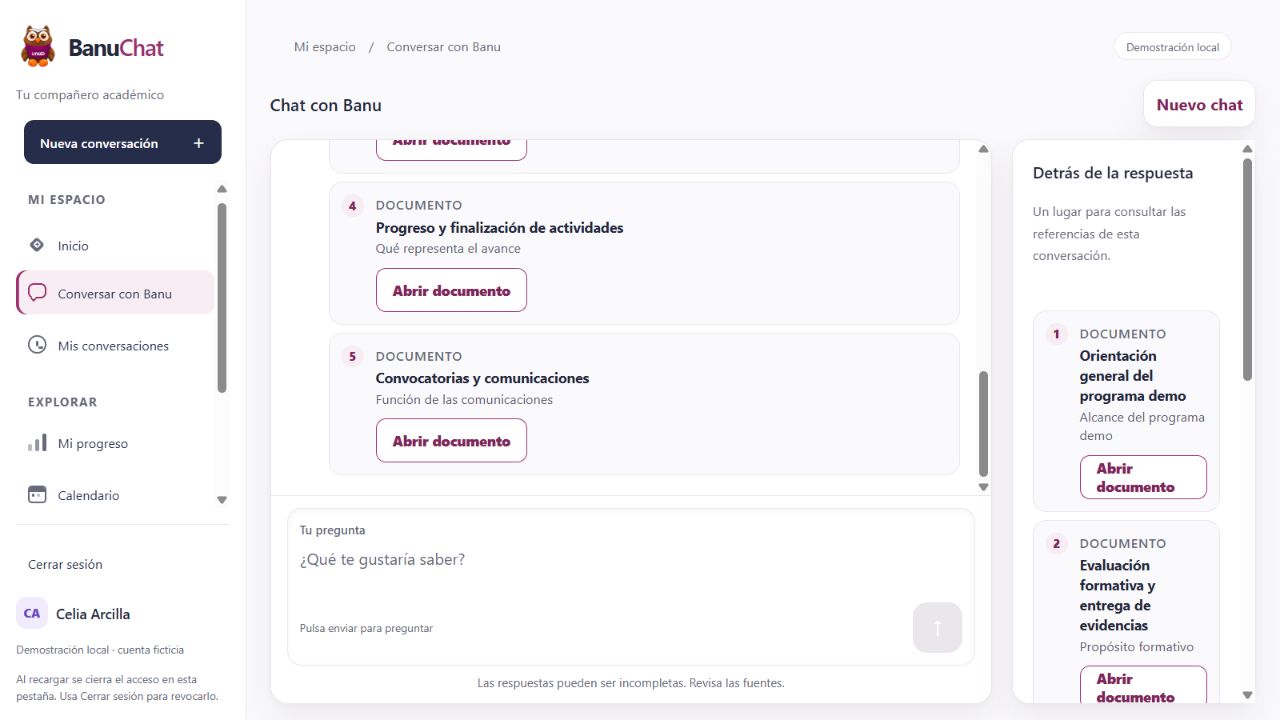 BanuChat
Tu compañero académico
Nueva conversación +
MI ESPACIO
Inicio
Conversar con Banu
Mis conversaciones
EXPLORAR
Mi progreso
Calendario
Cerrar sesión
CA Celia Arcilla
Demostración local · cuenta ficticia
Al recargar se cierra el acceso en esta
pestaña. Usa Cerrar sesión para revocarlo.
Mi espacio / Conversar con Banu
Demostración local
Chat con Banu
Nuevo chat
Abrir documento
4 DOCUMENTO
Progreso y finalización de actividades
Qué representa el avance
Abrir documento
5 DOCUMENTO
Convocatorias y comunicaciones
Función de las comunicaciones
Abrir documento
Tu pregunta
¿Qué te gustaría saber?
Pulsa enviar para preguntar
↑
Las respuestas pueden ser incompletas. Revisa las fuentes.
Detrás de la respuesta
Un lugar para consultar las
referencias de esta
conversación.
1 DOCUMENTO
Orientación
general del
programa demo
Alcance del programa
demo
Abrir
documento
2 DOCUMENTO
Evaluación
formativa y
entrega de
evidencias
Propósito formativo
Abrir
documento